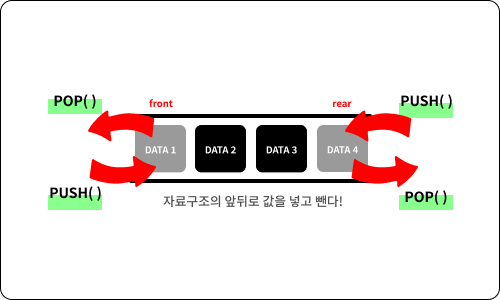 POP( )
front
rear
PUSH( )
DATA 1
DATA 2
DATA 3
DATA 4
PUSH( )
POP( )
자료구조의 앞뒤로 값을 넣고 뺀다!